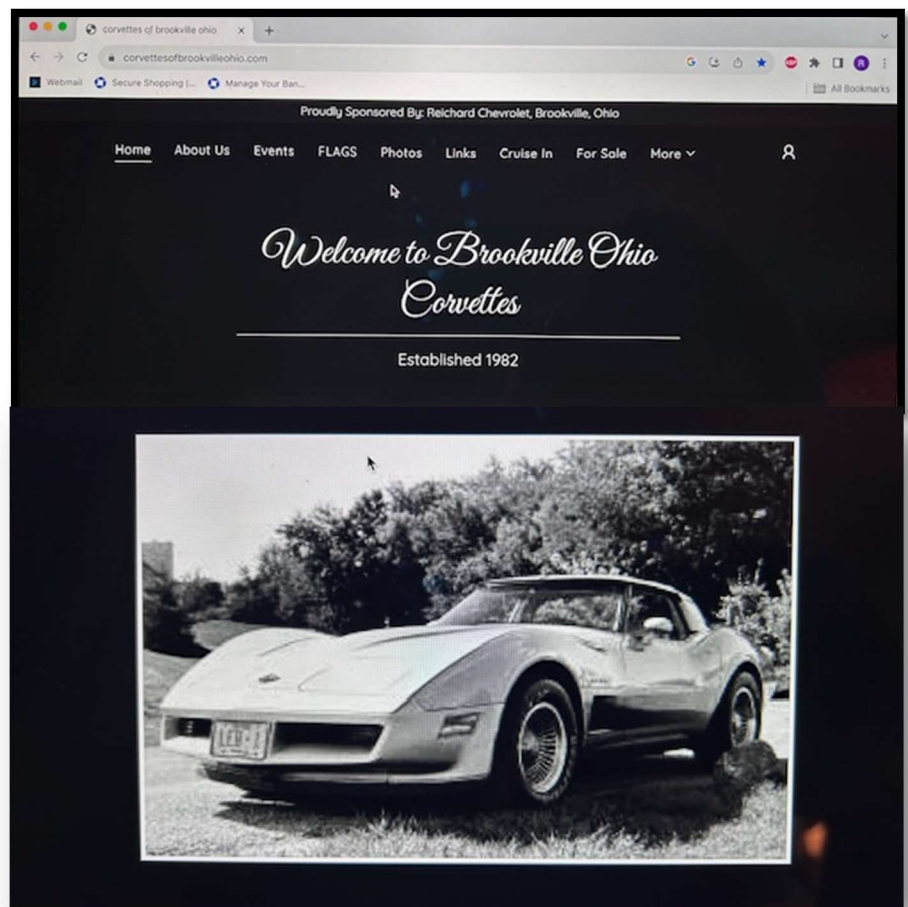 corvettes of brookville ohio
corvettesofbrookvilleohio.com
Webmail Secure Shopping |... Manage Your Ban...
All Bookmarks
Proudly Sponsored By: Reichard Chevrolet, Brookville, Ohio
Home About Us Events FLAGS Photos Links Cruise In For Sale More
Welcome to Brookville Ohio
Corvettes
Established 1982